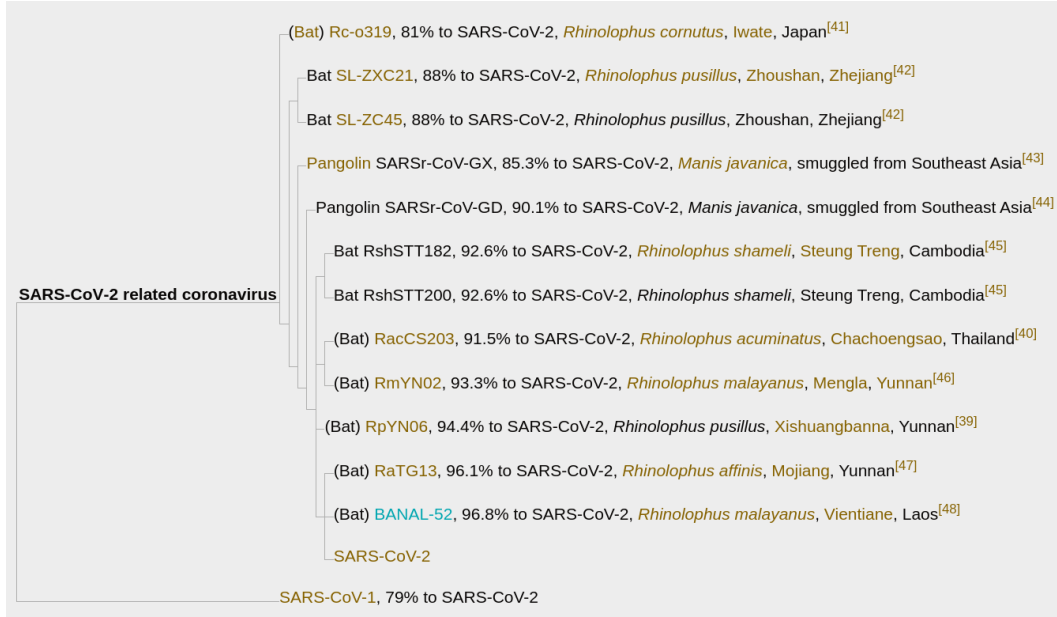 (Bat) Rc-o319, 81% to SARS-CoV-2, Rhinolophus cornutus, Iwate, Japan[41]
Bat SL-ZXC21, 88% to SARS-CoV-2, Rhinolophus pusillus, Zhoushan, Zhejiang[42]
Bat SL-ZC45, 88% to SARS-CoV-2, Rhinolophus pusillus, Zhoushan, Zhejiang[42]
Pangolin SARSr-CoV-GX, 85.3% to SARS-CoV-2, Manis javanica, smuggled from Southeast Asia[43]
Pangolin SARSr-CoV-GD, 90.1% to SARS-CoV-2, Manis javanica, smuggled from Southeast Asia[44]
Bat RshSTT182, 92.6% to SARS-CoV-2, Rhinolophus shameli, Steung Treng, Cambodia[45]
SARS-CoV-2 related coronavirus
Bat RshSTT200, 92.6% to SARS-CoV-2, Rhinolophus shameli, Steung Treng, Cambodia[45]
(Bat) RacCS203, 91.5% to SARS-CoV-2, Rhinolophus acuminatus, Chachoengsao, Thailand[40]
(Bat) RmYN02, 93.3% to SARS-CoV-2, Rhinolophus malayanus, Mengla, Yunnan[46]
(Bat) RpYN06, 94.4% to SARS-CoV-2, Rhinolophus pusillus, Xishuangbanna, Yunnan[39]
(Bat) RaTG13, 96.1% to SARS-CoV-2, Rhinolophus affinis, Mojiang, Yunnan[47]
(Bat) BANAL-52, 96.8% to SARS-CoV-2, Rhinolophus malayanus, Vientiane, Laos[48]
SARS-CoV-2
SARS-CoV-1, 79% to SARS-CoV-2